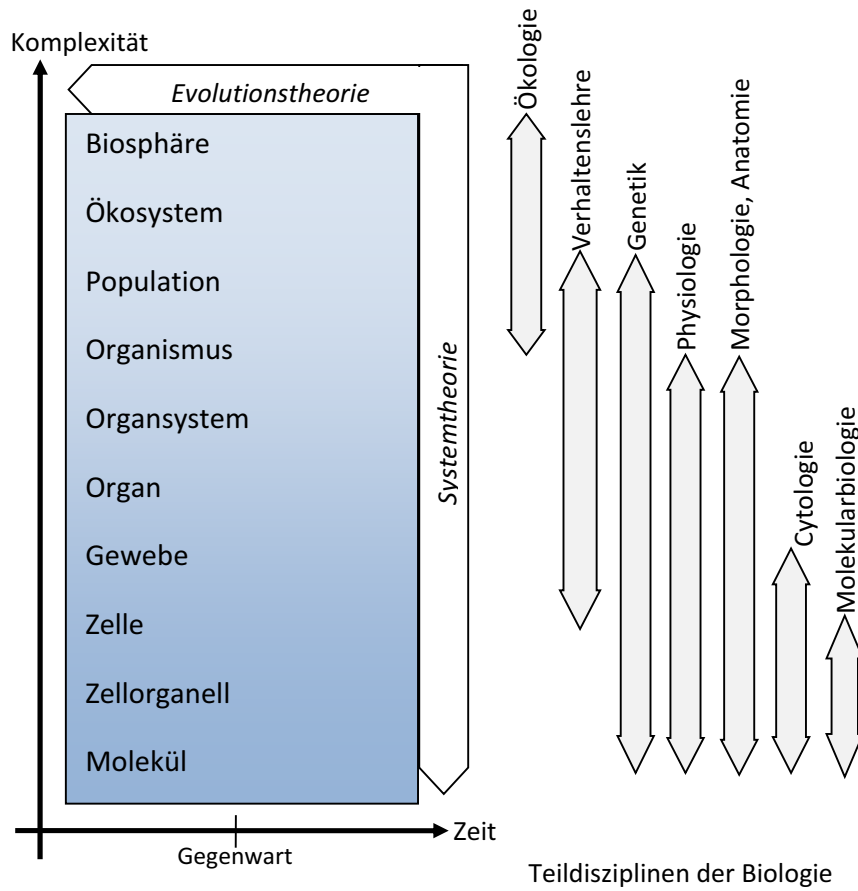 Komplexität
Evolutionstheorie
Biosphäre
Ökosystem
Population
Organismus
Organsystem
Organ
Gewebe
Zelle
Zellorganell
Molekül
Systemtheorie
Zeit
Gegenwart
Ökologie
Verhaltenslehre
Genetik
Physiologie
Morphologie, Anatomie
Cytologie
Molekularbiologie
Teildisziplinen der Biologie